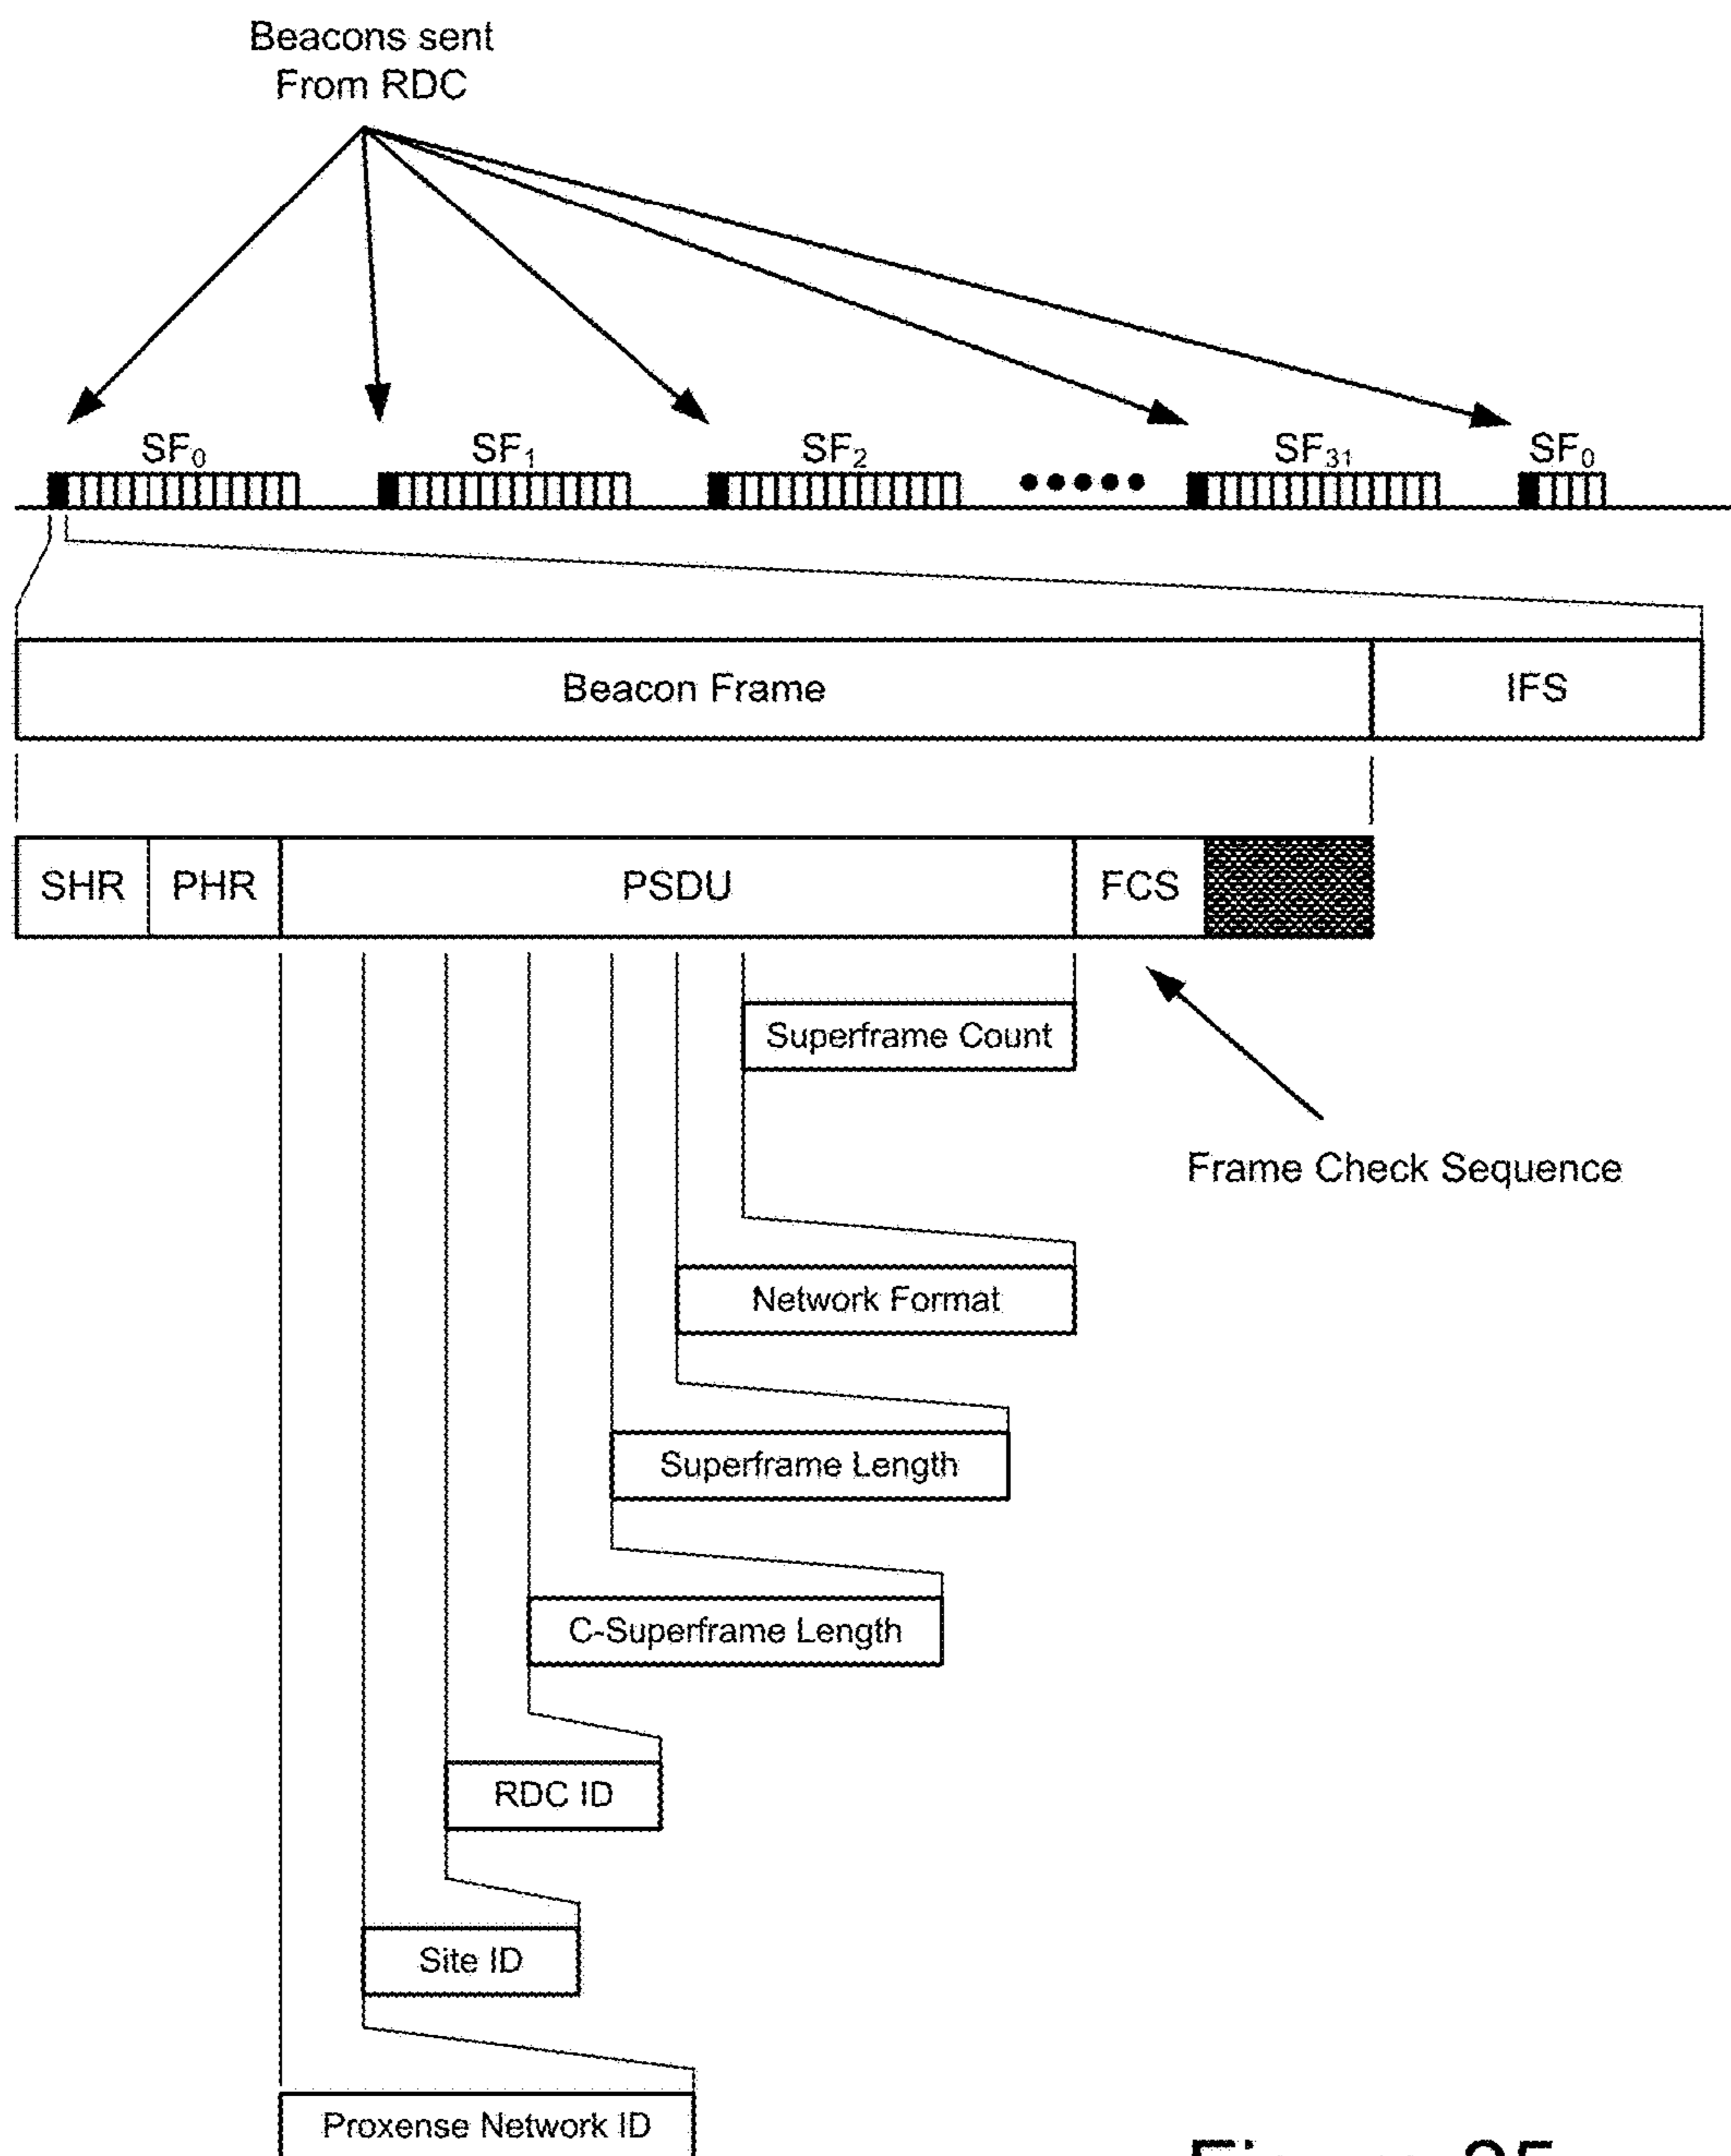 Beacons sent
From RDC
SF₀ SF₁ SF₂ SF₃₁ SF₀
Beacon Frame IFS
SHR PHR PSDU FCS
Superframe Count
Frame Check Sequence
Network Format
Superframe Length
C-Superframe Length
RDC ID
Site ID
Proxense Network ID